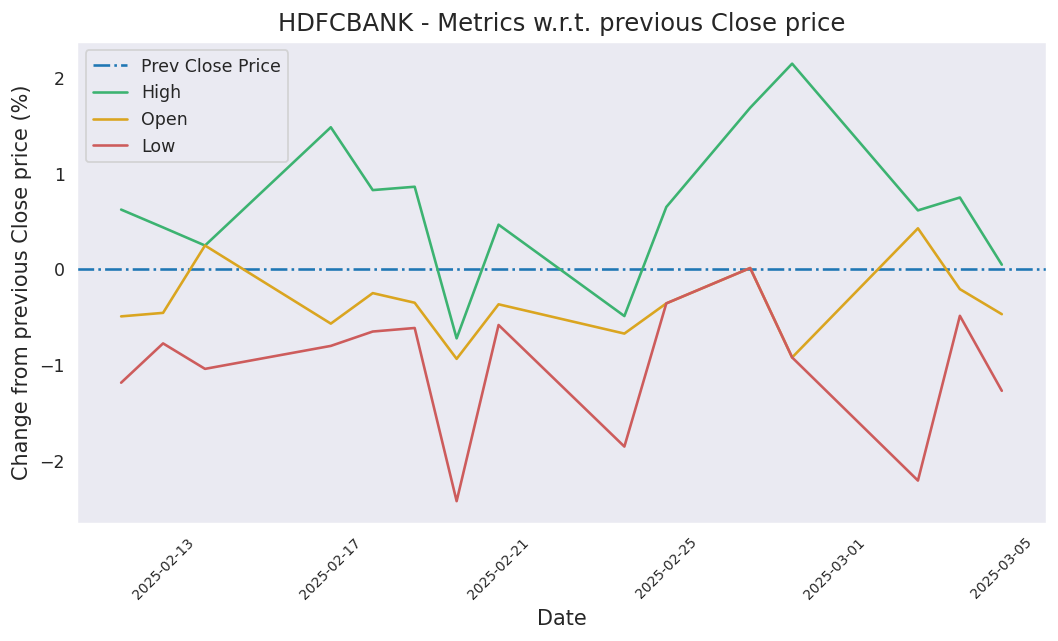 HDFCBANK - Metrics w.r.t. previous Close price
Prev Close Price
High
Open
Low
Change from previous Close price (%)
2
1
0
−1
−2
2025-02-13
2025-02-17
2025-02-21
2025-02-25
2025-03-01
2025-03-05
Date